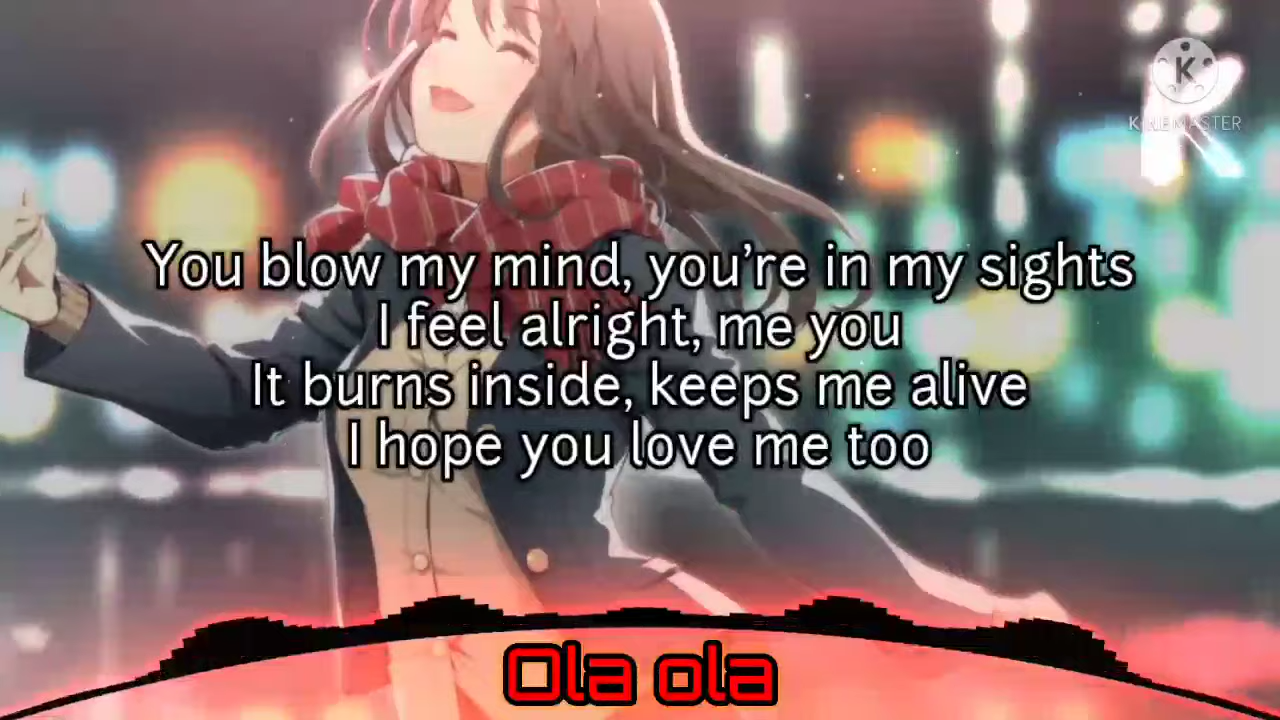 K
KINEMASTER
You blow my mind, you’re in my sights
I feel alright, me you
It burns inside, keeps me alive
I hope you love me too
Ola ola